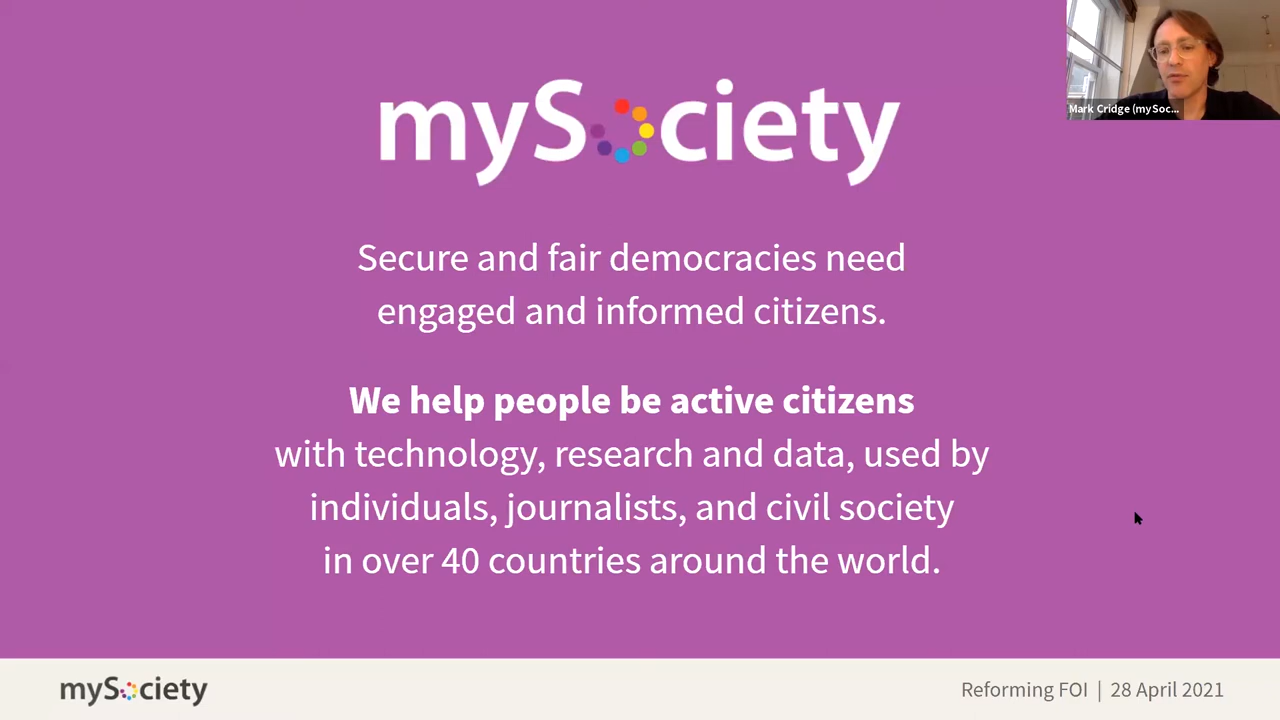 mySociety
Mark Cridge (mySoc...
Secure and fair democracies need
engaged and informed citizens.
We help people be active citizens
with technology, research and data, used by
individuals, journalists, and civil society
in over 40 countries around the world.
mySociety
Reforming FOI | 28 April 2021